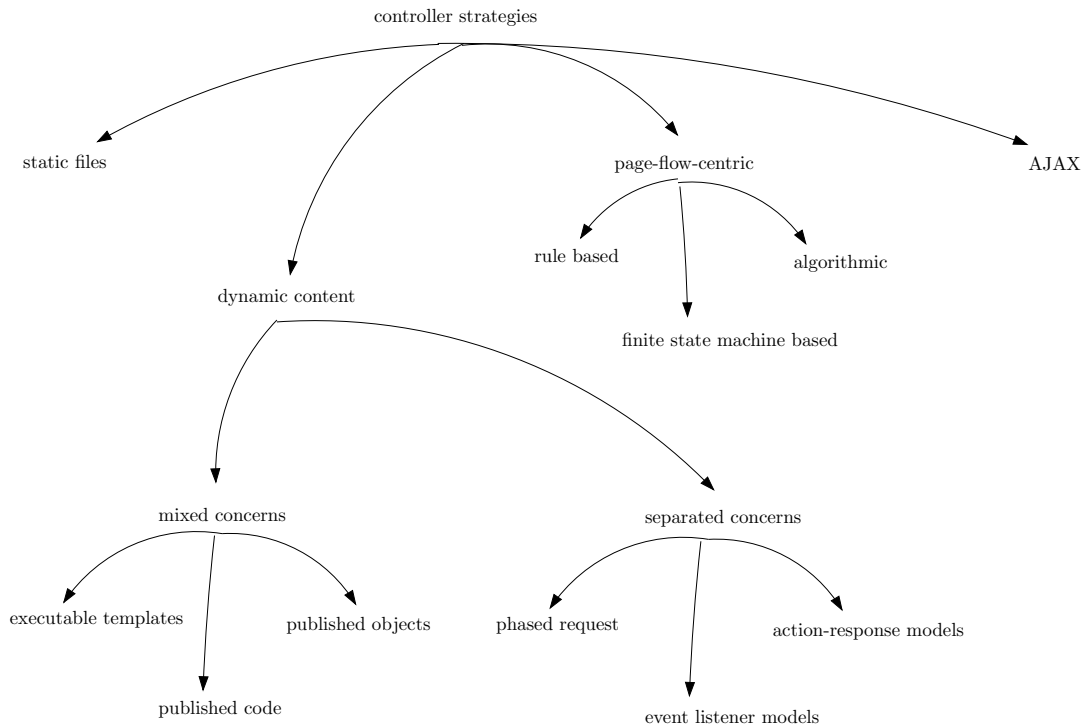 controller strategies
static files
page-flow-centric
AJAX
rule based
algorithmic
dynamic content
finite state machine based
mixed concerns
separated concerns
executable templates
published objects
phased request
action-response models
published code
event listener models